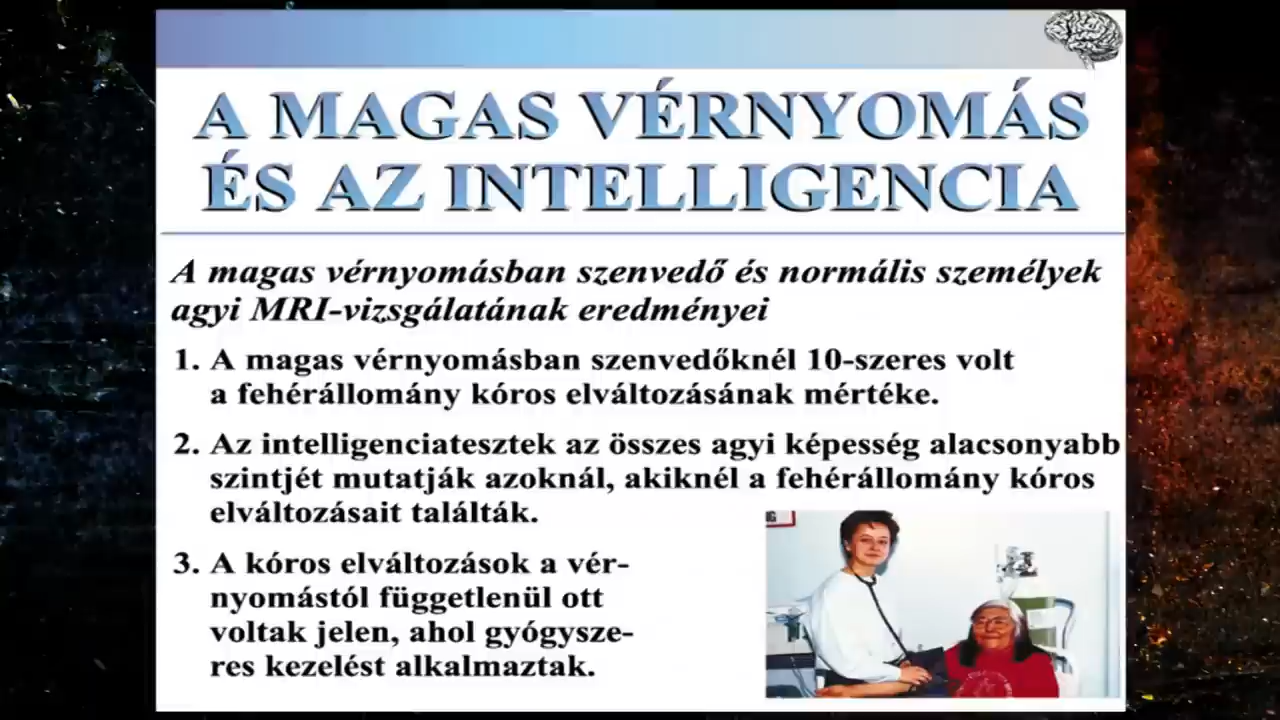 A MAGAS VÉRNYOMÁS
ÉS AZ INTELLIGENCIA
A magas vérnyomásban szenvedő és normális személyek
agyi MRI-vizsgálatának eredményei
1. A magas vérnyomásban szenvedőknél 10-szeres volt
a fehérállomány kóros elváltozásának mértéke.
2. Az intelligenciatesztek az összes agyi képesség alacsonyabb
szintjét mutatják azoknál, akiknél a fehérállomány kóros
elváltozásait találták.
3. A kóros elváltozások a vér-
nyomástól függetlenül ott
voltak jelen, ahol gyógysze-
res kezelést alkalmaztak.